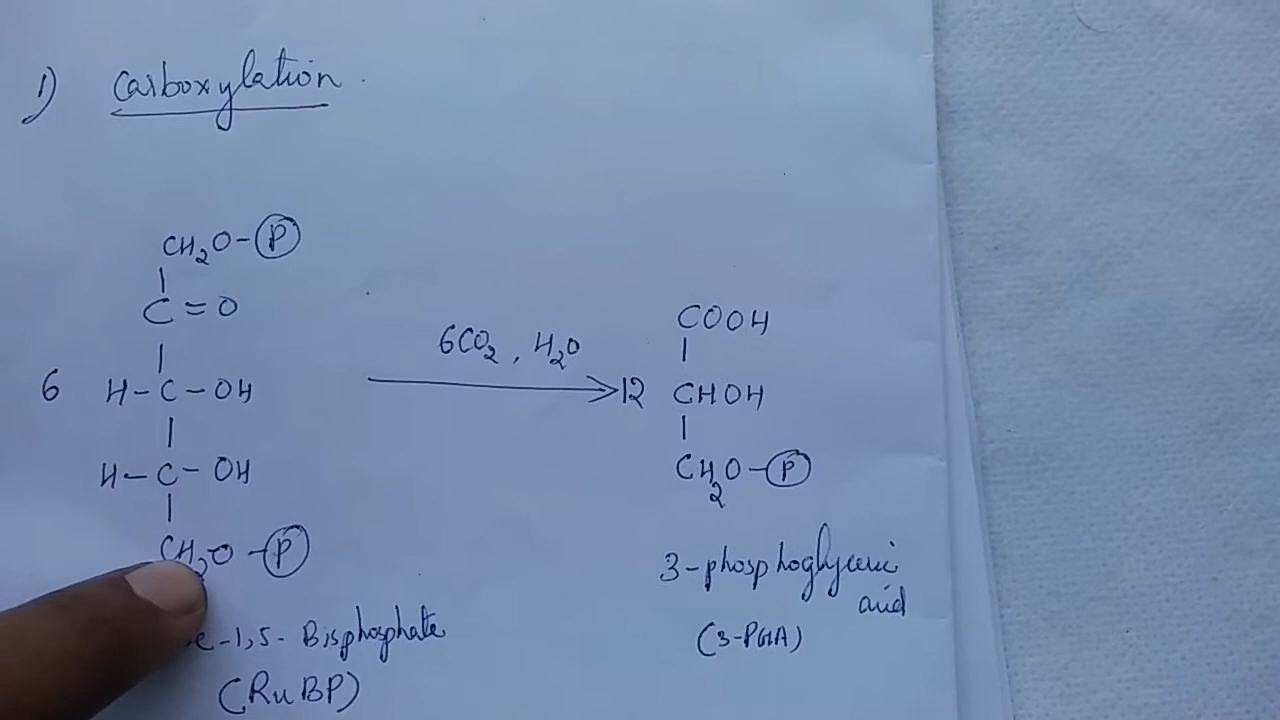 1) Carboxylation
CH2O-P
C=O
H-C-OH
H-C-OH
CH2O-P
6
6CO2, H2O
12
COOH
CHOH
CH2O-P
3-phosphoglyceric
acid
(3-PGA)
-1,5-Bisphosphate
(RuBP)